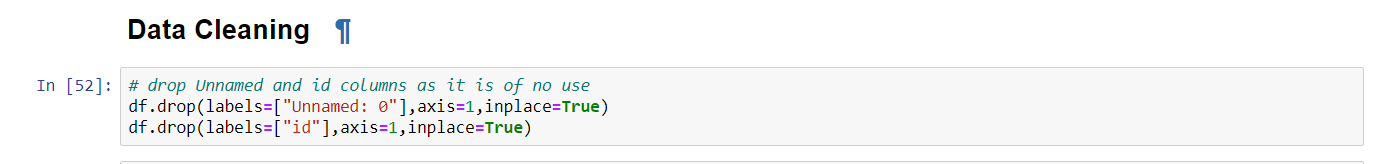 Data Cleaning ¶
In [52]: # drop Unnamed and id columns as it is of no use
df.drop(labels=["Unnamed: 0"],axis=1,inplace=True)
df.drop(labels=["id"],axis=1,inplace=True)